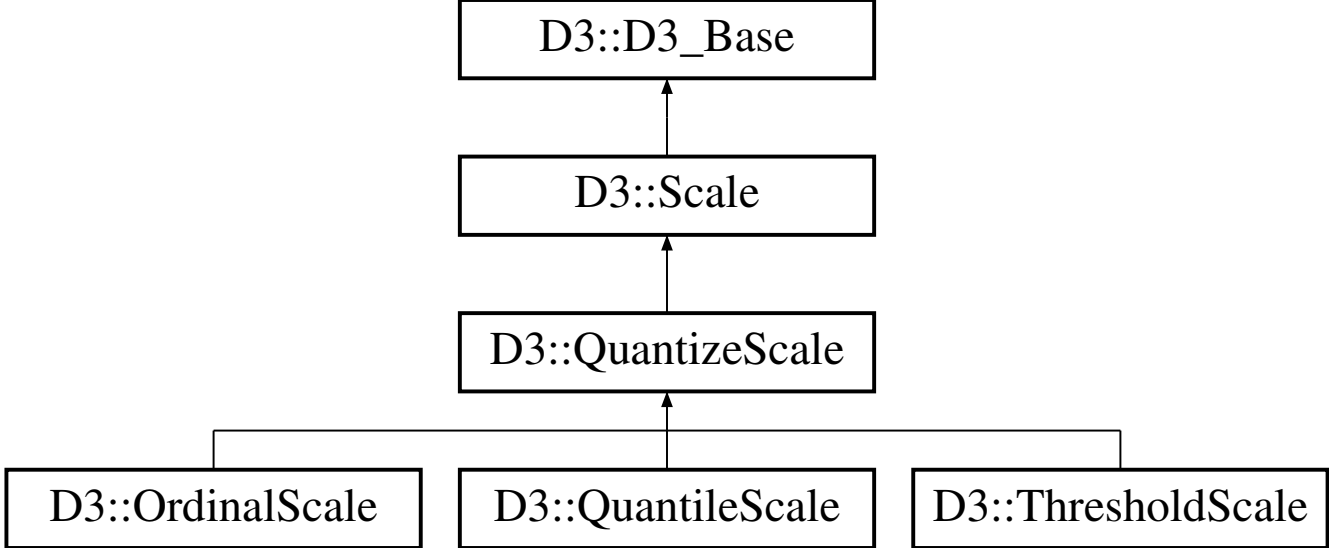 D3::D3_Base
D3::Scale
D3::QuantizeScale
D3::OrdinalScale
D3::QuantileScale
D3::ThresholdScale